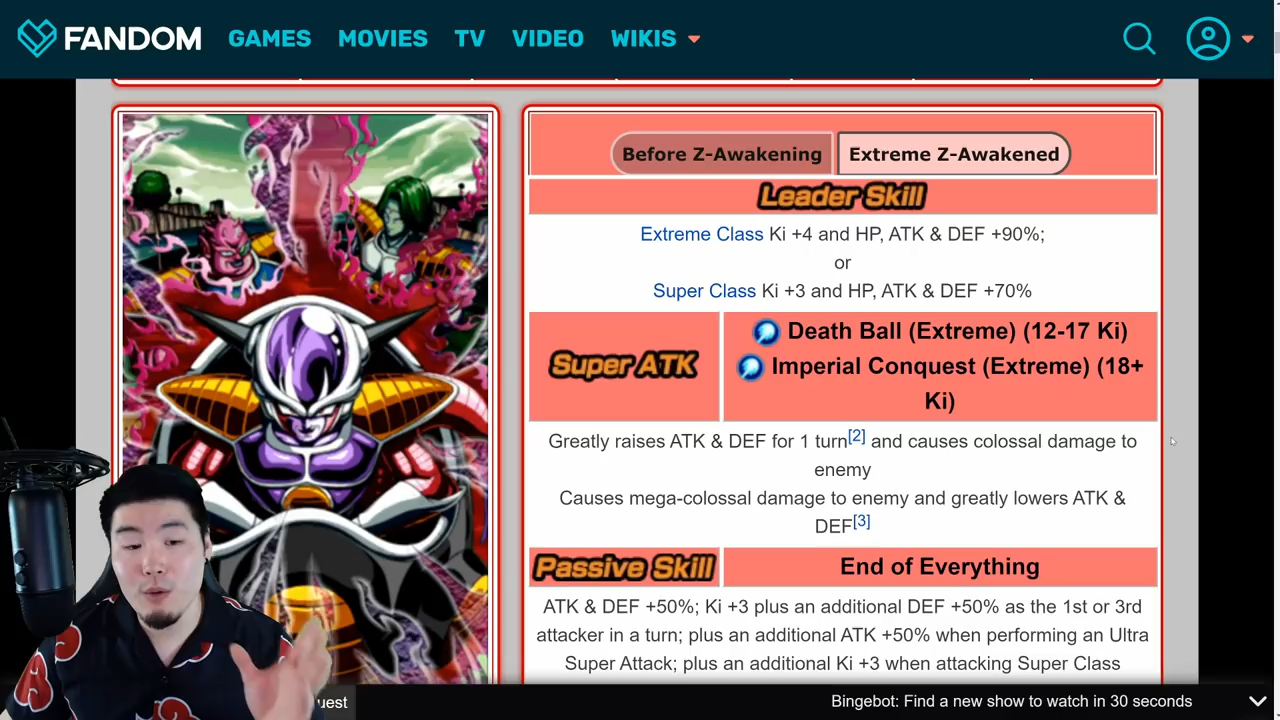 FANDOM GAMES MOVIES TV VIDEO WIKIS
Before Z-Awakening Extreme Z-Awakened
Leader Skill
Extreme Class Ki +4 and HP, ATK & DEF +90%;
or
Super Class Ki +3 and HP, ATK & DEF +70%
Super ATK
Death Ball (Extreme) (12-17 Ki)
Imperial Conquest (Extreme) (18+
Ki)
Greatly raises ATK & DEF for 1 turn[2] and causes colossal damage to
enemy
Causes mega-colossal damage to enemy and greatly lowers ATK &
DEF[3]
Passive Skill End of Everything
ATK & DEF +50%; Ki +3 plus an additional DEF +50% as the 1st or 3rd
attacker in a turn; plus an additional ATK +50% when performing an Ultra
Super Attack; plus an additional Ki +3 when attacking Super Class
uest
Bingebot: Find a new show to watch in 30 seconds